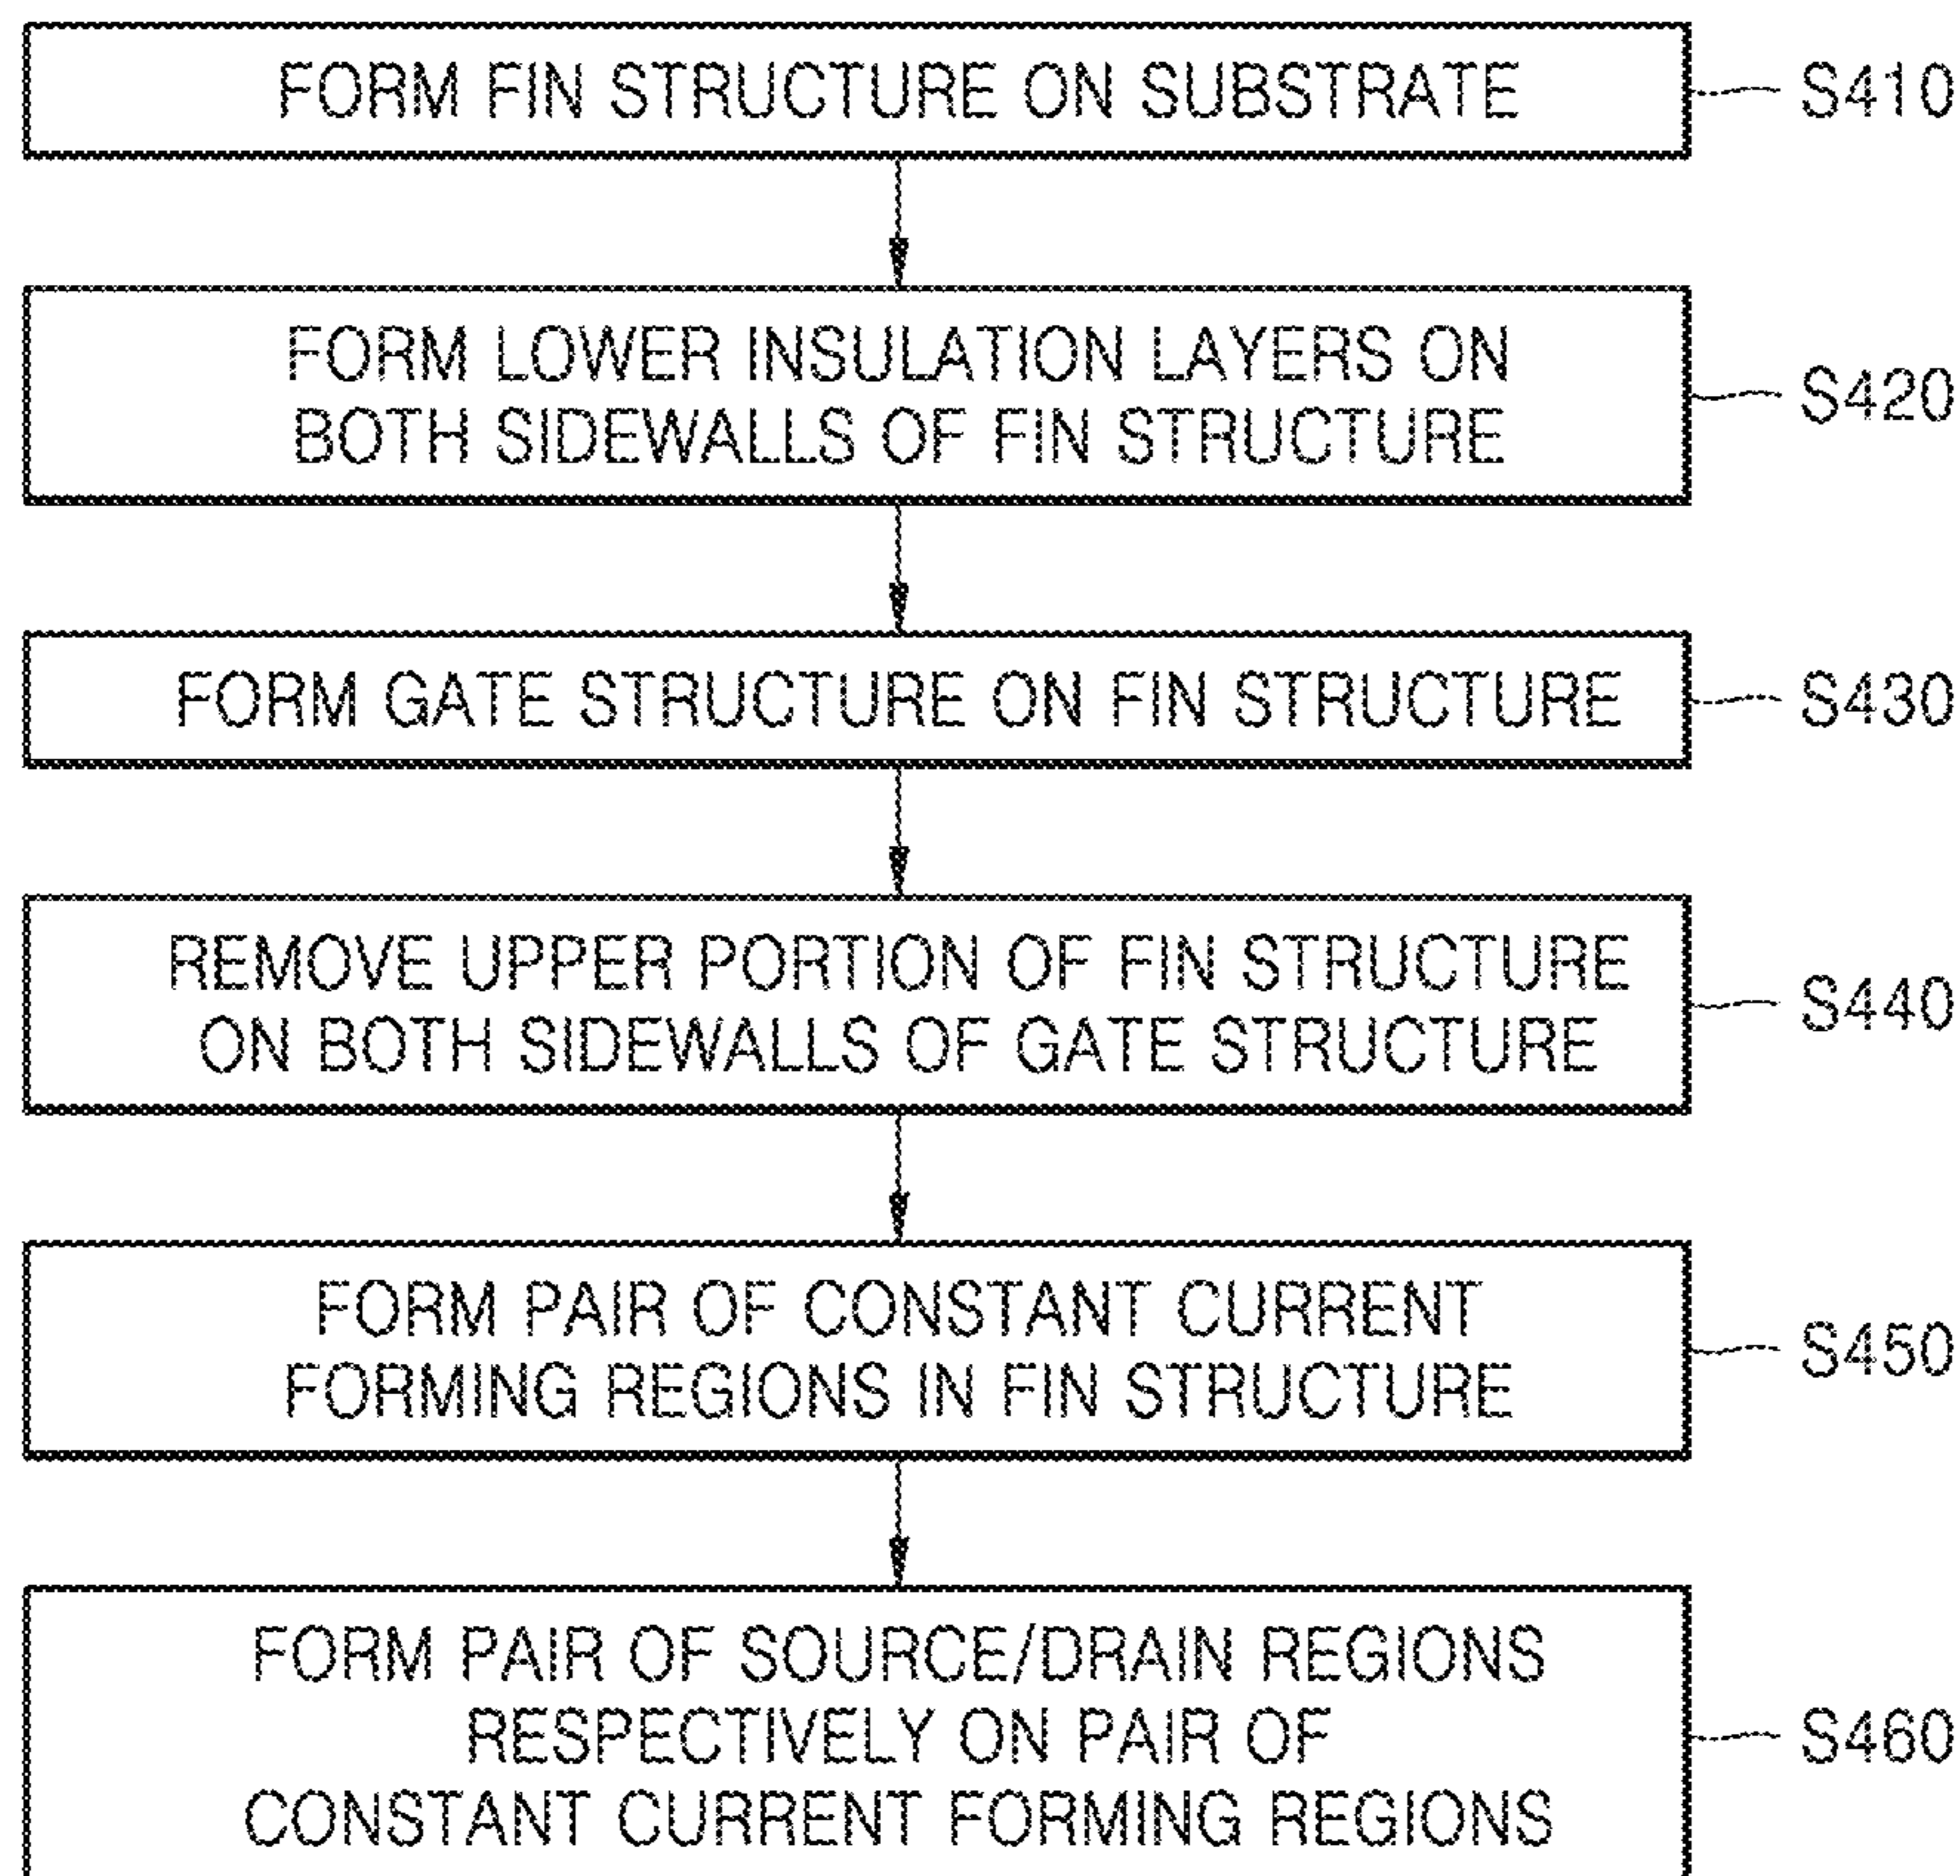 FORM FIN STRUCTURE ON SUBSTRATE
S410
FORM LOWER INSULATION LAYERS ON
BOTH SIDEWALLS OF FIN STRUCTURE
S420
FORM GATE STRUCTURE ON FIN STRUCTURE
S430
REMOVE UPPER PORTION OF FIN STRUCTURE
ON BOTH SIDEWALLS OF GATE STRUCTURE
S440
FORM PAIR OF CONSTANT CURRENT
FORMING REGIONS IN FIN STRUCTURE
S450
FORM PAIR OF SOURCE/DRAIN REGIONS
RESPECTIVELY ON PAIR OF
CONSTANT CURRENT FORMING REGIONS
S460